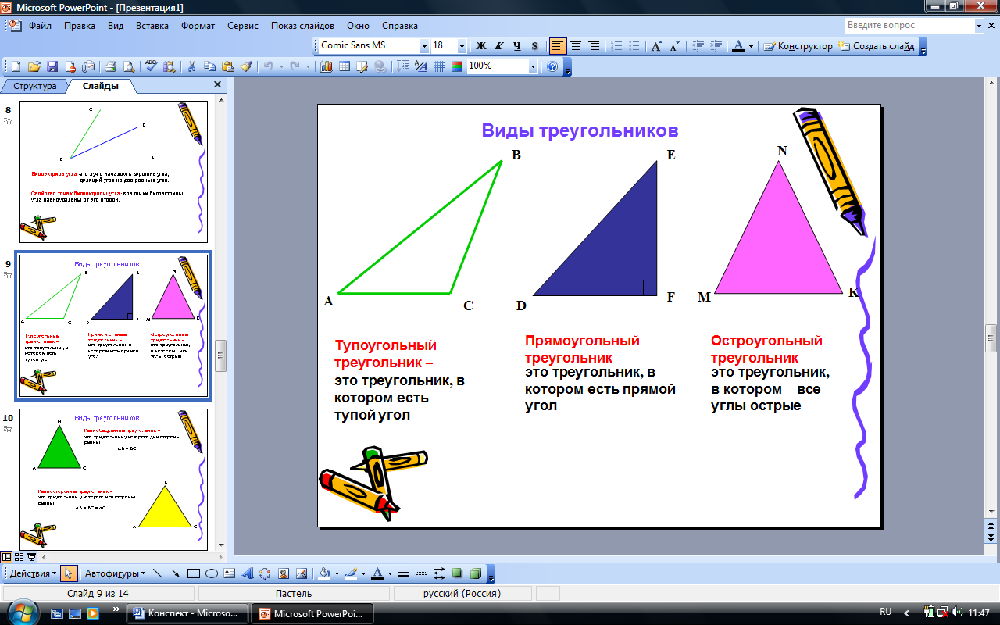 Microsoft PowerPoint - [Презентация1]
Файл Правка Вид Вставка Формат Сервис Показ слайдов Окно Справка
Введите вопрос
Comic Sans MS 18 Ж К Ч S Конструктор Создать слайд
100%
Структура Слайды
8
C
D
B
A
Биссектриса угла -это луч с началом в вершине угла,
делящий угол на два равных угла.
Свойство точек биссектрисы угла: все точки биссектрисы
угла равноудалены от его сторон.
9
Виды треугольников
B E N
A C D F M K
Тупоугольный
треугольник –
это треугольник, в
котором есть
тупой угол
Прямоугольный
треугольник –
это треугольник, в
котором есть прямой
угол
Остроугольный
треугольник –
это треугольник,
в котором все
углы острые
10
Виды треугольников
B
A C
Равнобедренный треугольник –
это треугольник у которого две стороны
равны
AB = BC
Равносторонний треугольник –
это треугольник у которого все стороны
равны
AB = BC = AC
B
A C
Виды треугольников
B E N
A C D F M K
Тупоугольный
треугольник –
это треугольник, в
котором есть
тупой угол
Прямоугольный
треугольник –
это треугольник, в
котором есть прямой
угол
Остроугольный
треугольник –
это треугольник,
в котором все
углы острые
Действия Автофигуры
Слайд 9 из 14 Пастель русский (Россия)
Конспект - Microso... Microsoft PowerPoi... RU 11:47